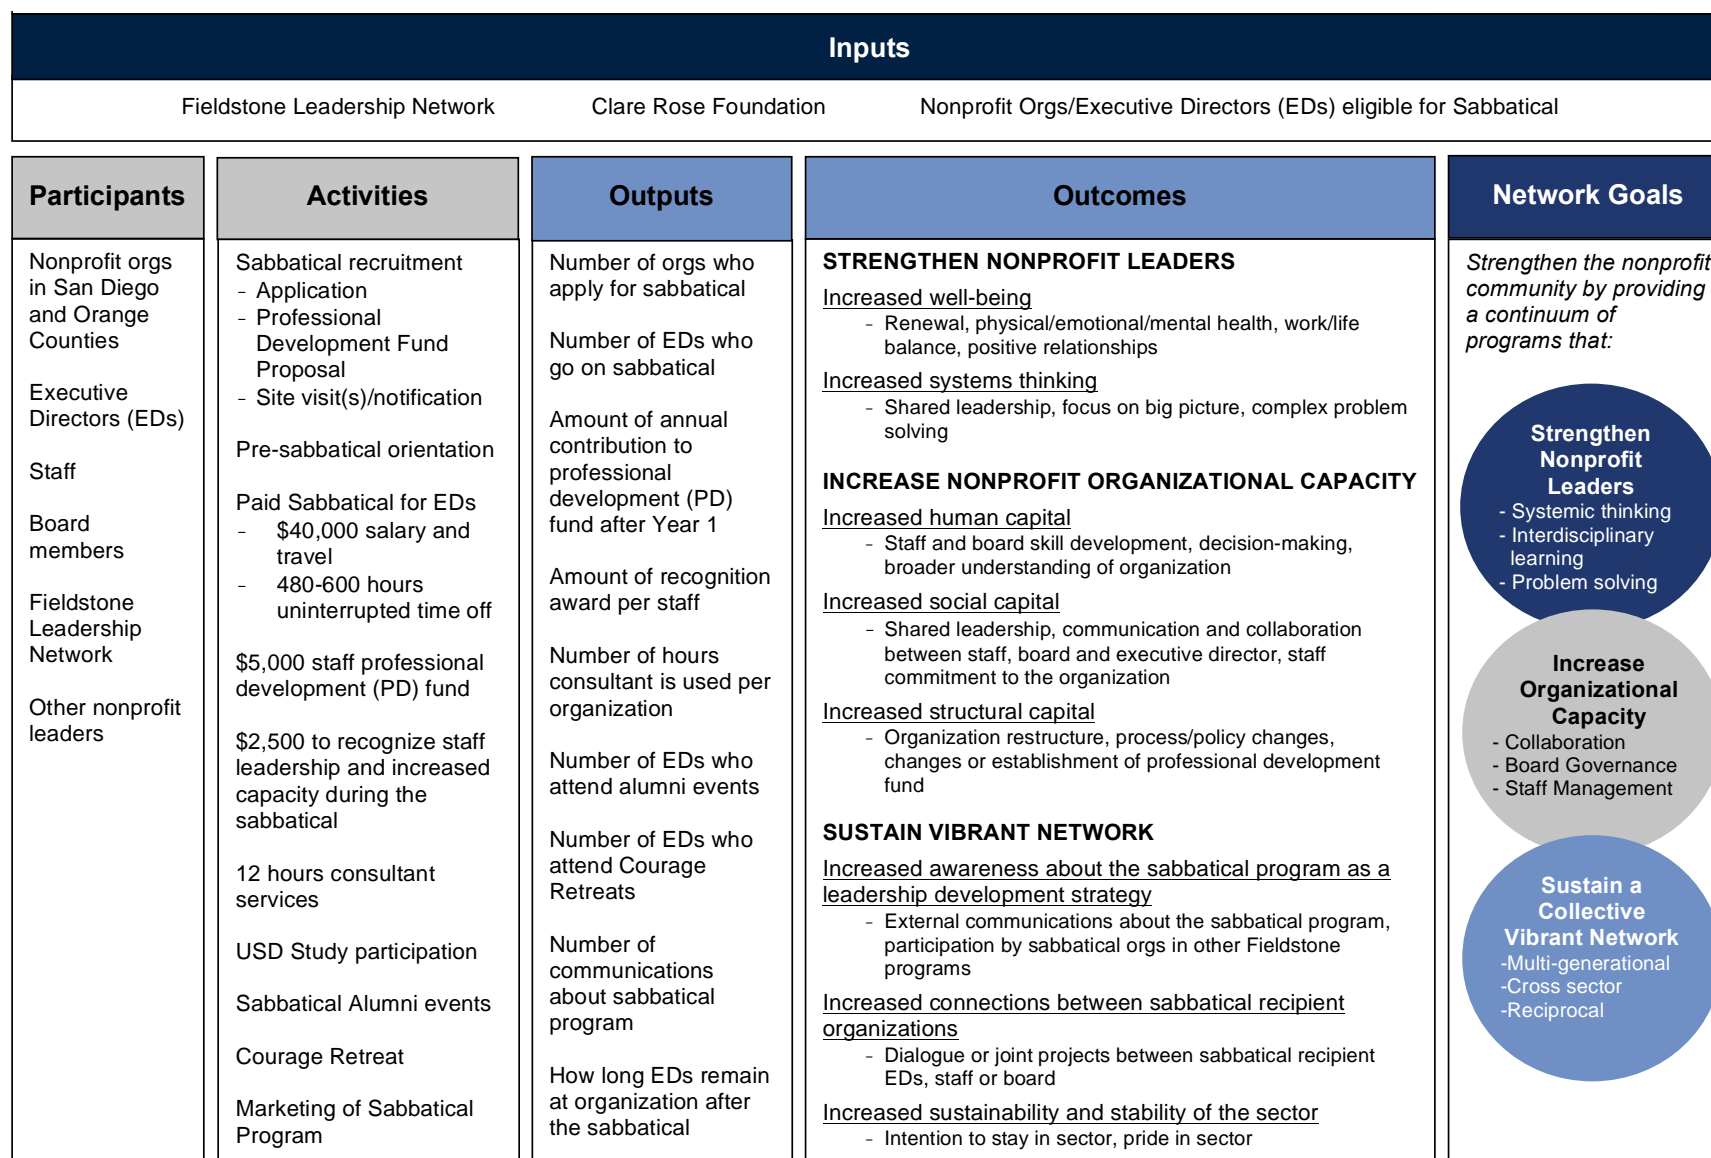 Inputs
Fieldstone Leadership Network Clare Rose Foundation Nonprofit Orgs/Executive Directors (EDs) eligible for Sabbatical
Participants
Nonprofit orgs
in San Diego
and Orange
Counties
Executive
Directors (EDs)
Staff
Board
members
Fieldstone
Leadership
Network
Other nonprofit
leaders
Activities
Sabbatical recruitment
- Application
- Professional
Development Fund
Proposal
- Site visit(s)/notification
Pre-sabbatical orientation
Paid Sabbatical for EDs
- $40,000 salary and
travel
- 480-600 hours
uninterrupted time off
$5,000 staff professional
development (PD) fund
$2,500 to recognize staff
leadership and increased
capacity during the
sabbatical
12 hours consultant
services
USD Study participation
Sabbatical Alumni events
Courage Retreat
Marketing of Sabbatical
Program
Outputs
Number of orgs who
apply for sabbatical
Number of EDs who
go on sabbatical
Amount of annual
contribution to
professional
development (PD)
fund after Year 1
Amount of recognition
award per staff
Number of hours
consultant is used per
organization
Number of EDs who
attend alumni events
Number of EDs who
attend Courage
Retreats
Number of
communications
about sabbatical
program
How long EDs remain
at organization after
the sabbatical
Outcomes
STRENGTHEN NONPROFIT LEADERS
Increased well-being
- Renewal, physical/emotional/mental health, work/life
balance, positive relationships
Increased systems thinking
- Shared leadership, focus on big picture, complex problem
solving
INCREASE NONPROFIT ORGANIZATIONAL CAPACITY
Increased human capital
- Staff and board skill development, decision-making,
broader understanding of organization
Increased social capital
- Shared leadership, communication and collaboration
between staff, board and executive director, staff
commitment to the organization
Increased structural capital
- Organization restructure, process/policy changes,
changes or establishment of professional development
fund
SUSTAIN VIBRANT NETWORK
Increased awareness about the sabbatical program as a
leadership development strategy
- External communications about the sabbatical program,
participation by sabbatical orgs in other Fieldstone
programs
Increased connections between sabbatical recipient
organizations
- Dialogue or joint projects between sabbatical recipient
EDs, staff or board
Increased sustainability and stability of the sector
- Intention to stay in sector, pride in sector
Network Goals
Strengthen the nonprofit
community by providing
a continuum of
programs that:
Strengthen
Nonprofit
Leaders
- Systemic thinking
- Interdisciplinary
learning
- Problem solving
Increase
Organizational
Capacity
- Collaboration
- Board Governance
- Staff Management
Sustain a
Collective
Vibrant Network
-Multi-generational
-Cross sector
-Reciprocal